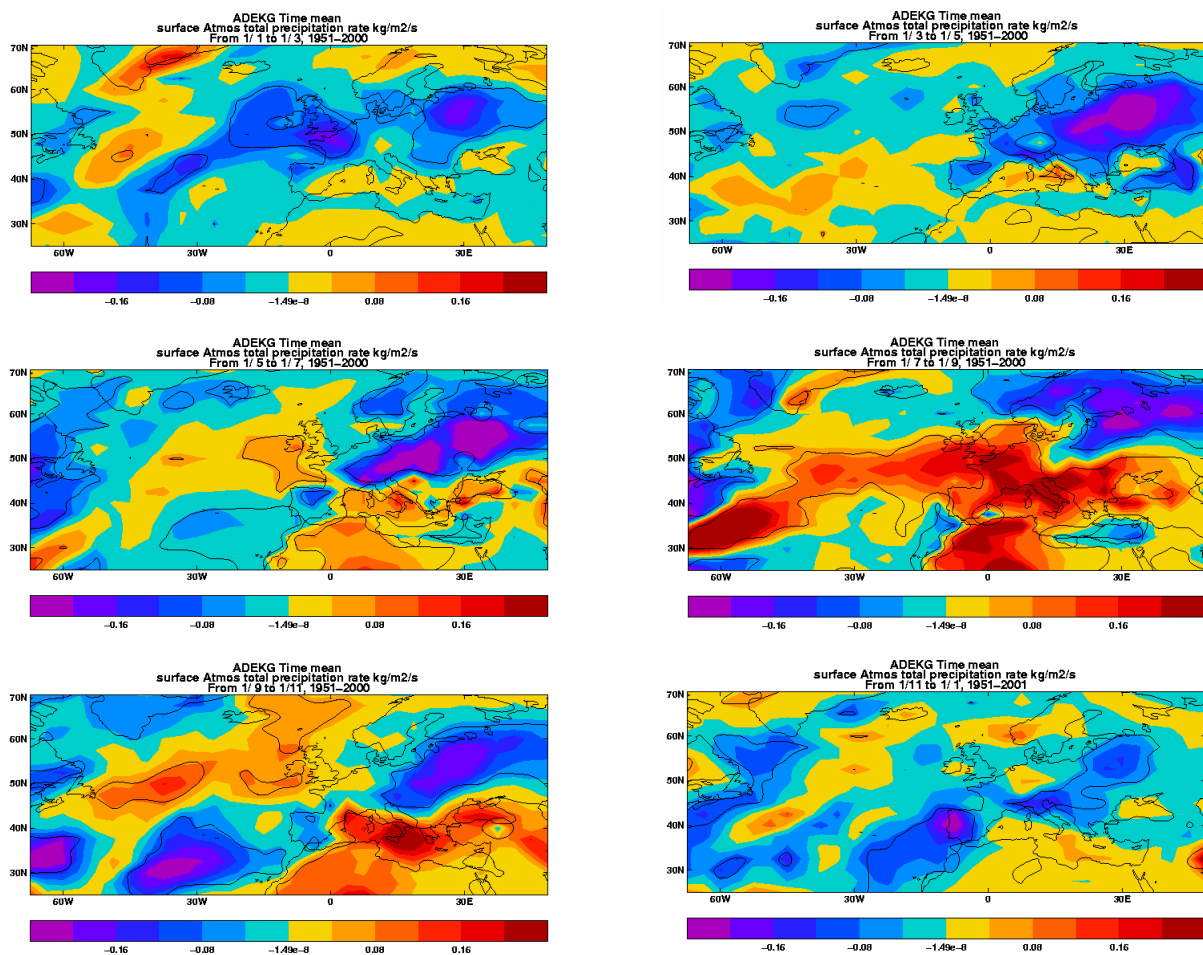 ADEKG Time mean
surface Atmos total precipitation rate kg/m2/s
From 1/ 1 to 1/ 3, 1951−2000
70N
60N
50N
40N
30N
60W 30W 0 30E
−0.16 −0.08 −1.49e−8 0.08 0.16
ADEKG Time mean
surface Atmos total precipitation rate kg/m2/s
From 1/ 3 to 1/ 5, 1951−2000
70N
60N
50N
40N
30N
60W 30W 0 30E
−0.16 −0.08 −1.49e−8 0.08 0.16
ADEKG Time mean
surface Atmos total precipitation rate kg/m2/s
From 1/ 5 to 1/ 7, 1951−2000
70N
60N
50N
40N
30N
60W 30W 0 30E
−0.16 −0.08 −1.49e−8 0.08 0.16
ADEKG Time mean
surface Atmos total precipitation rate kg/m2/s
From 1/ 7 to 1/ 9, 1951−2000
70N
60N
50N
40N
30N
60W 30W 0 30E
−0.16 −0.08 −1.49e−8 0.08 0.16
ADEKG Time mean
surface Atmos total precipitation rate kg/m2/s
From 1/ 9 to 1/11, 1951−2000
70N
60N
50N
40N
30N
60W 30W 0 30E
−0.16 −0.08 −1.49e−8 0.08 0.16
ADEKG Time mean
surface Atmos total precipitation rate kg/m2/s
From 1/11 to 1/ 1, 1951−2001
70N
60N
50N
40N
30N
60W 30W 0 30E
−0.16 −0.08 −1.49e−8 0.08 0.16